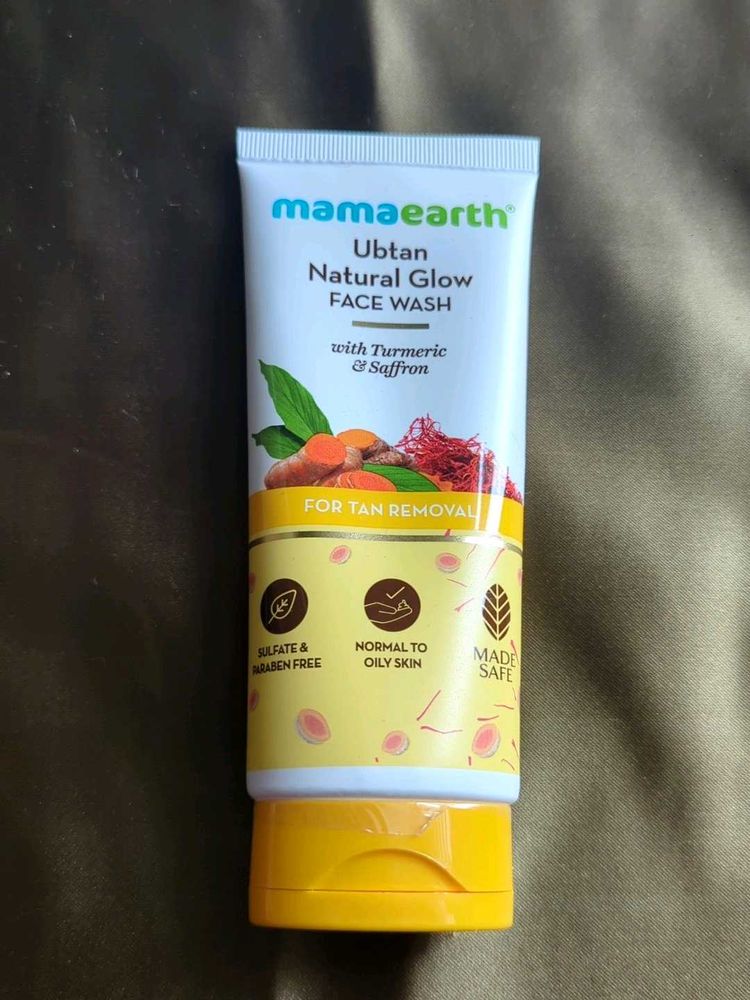 mamaearth®
Ubtan
Natural Glow
FACE WASH
with Turmeric
& Saffron
FOR TAN REMOVAL
SULFATE &
PARABEN FREE
NORMAL TO
OILY SKIN
MADE
SAFE